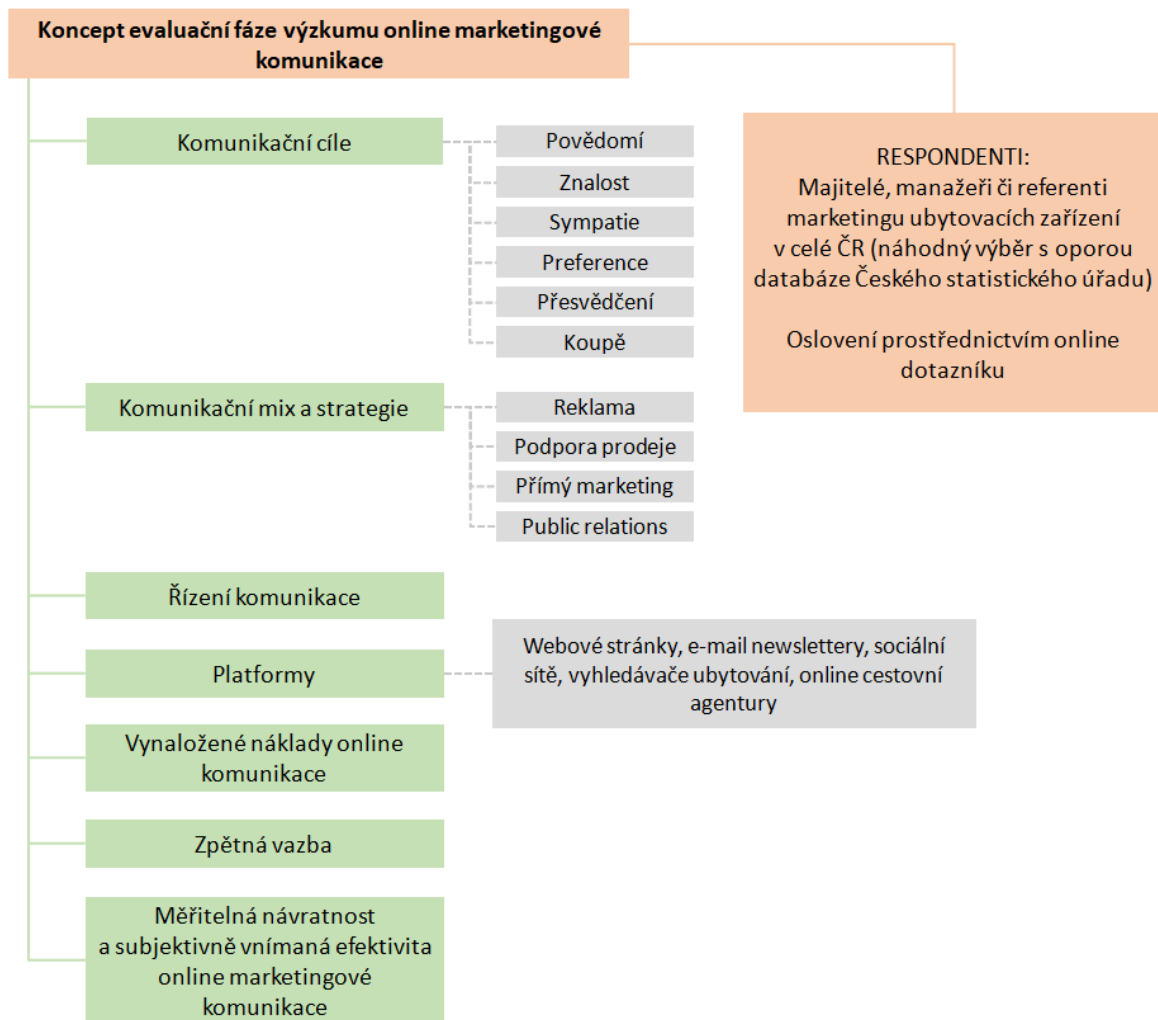 Koncept evaluační fáze výzkumu online marketingové
komunikace
Komunikační cíle
Povědomí
Znalost
Sympatie
Preference
Přesvědčení
Koupě
RESPONDENTI:
Majitelé, manažeři či referenti
marketingu ubytovacích zařízení
v celé ČR (náhodný výběr s oporou
databáze Českého statistického úřadu)
Oslovení prostřednictvím online
dotazníku
Komunikační mix a strategie
Reklama
Podpora prodeje
Přímý marketing
Public relations
Řízení komunikace
Platformy
Webové stránky, e-mail newslettery, sociální
sítě, vyhledávače ubytování, online cestovní
agentury
Vynaložené náklady online
komunikace
Zpětná vazba
Měřitelná návratnost
a subjektivně vnímaná efektivita
online marketingové
komunikace